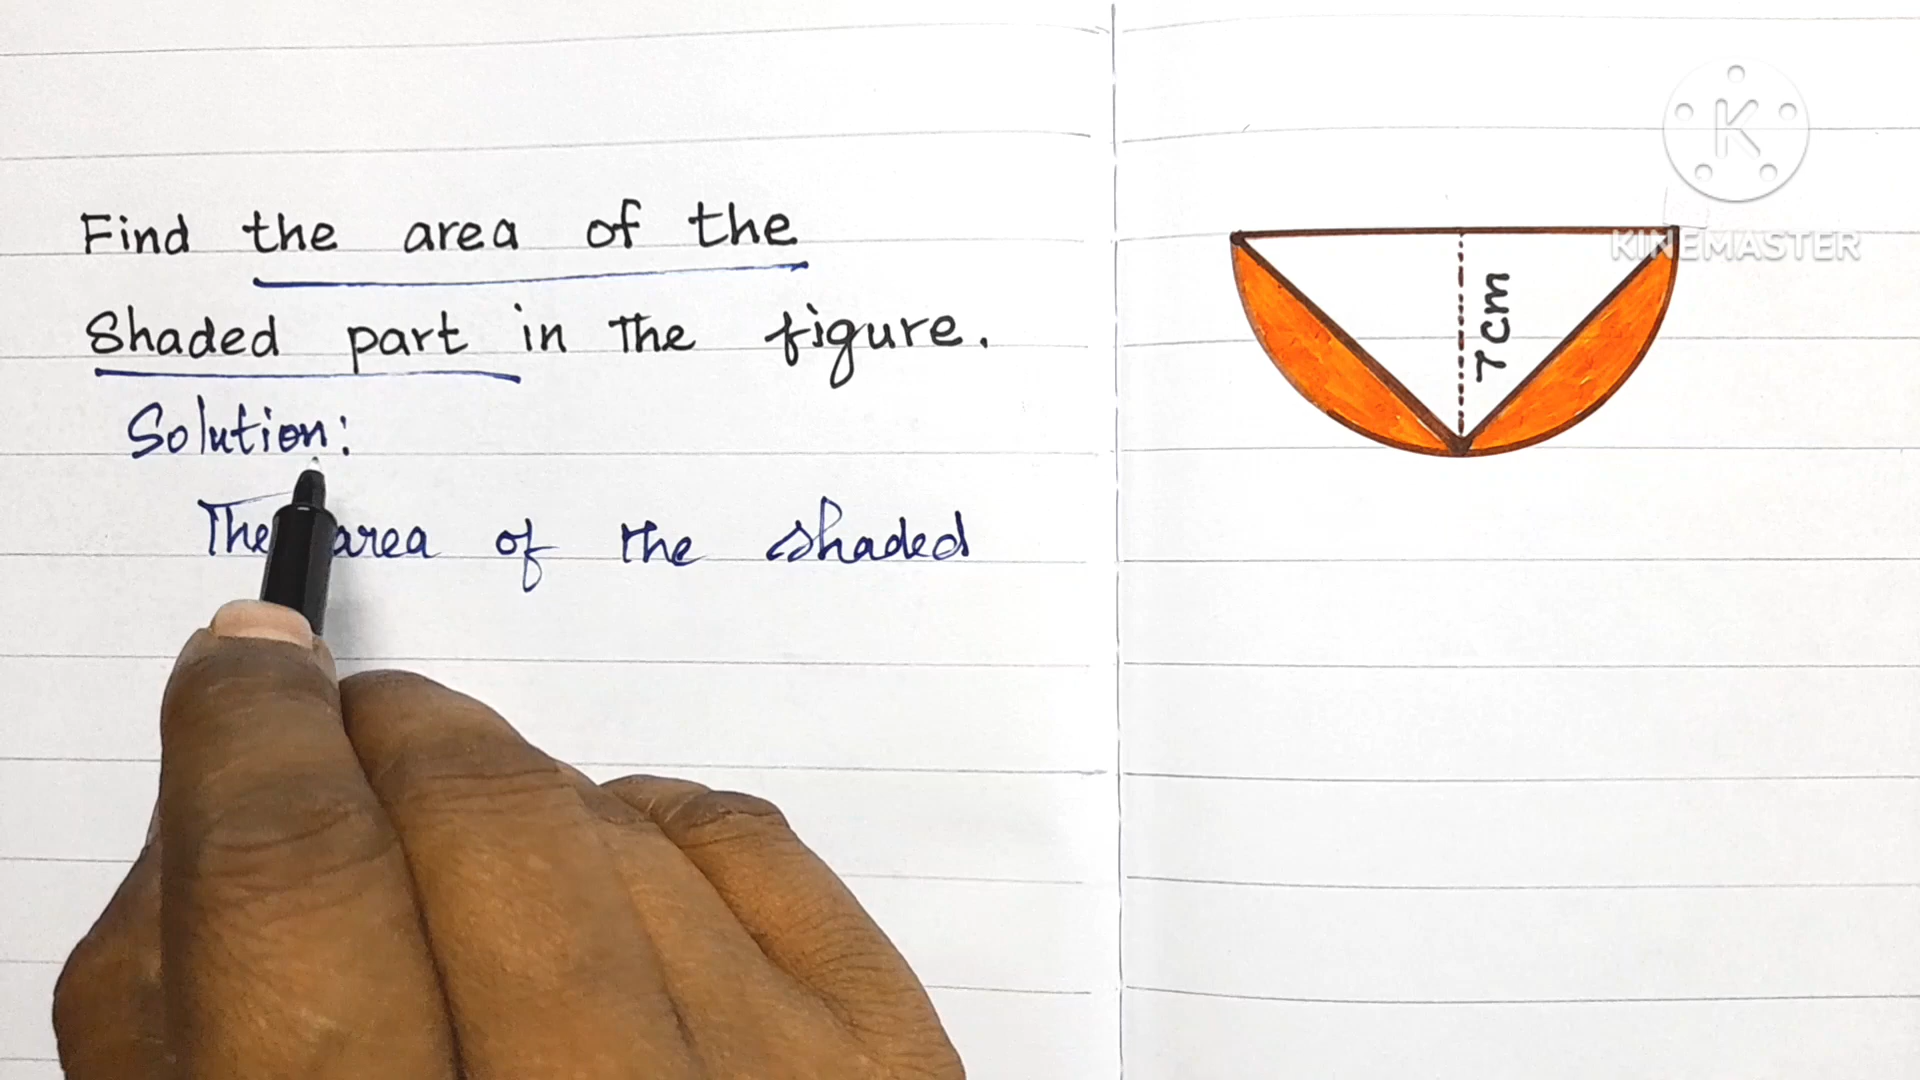 Find the area of the
Shaded part in the figure.
Solution:
The area of the shaded
7cm
K
KINEMASTER